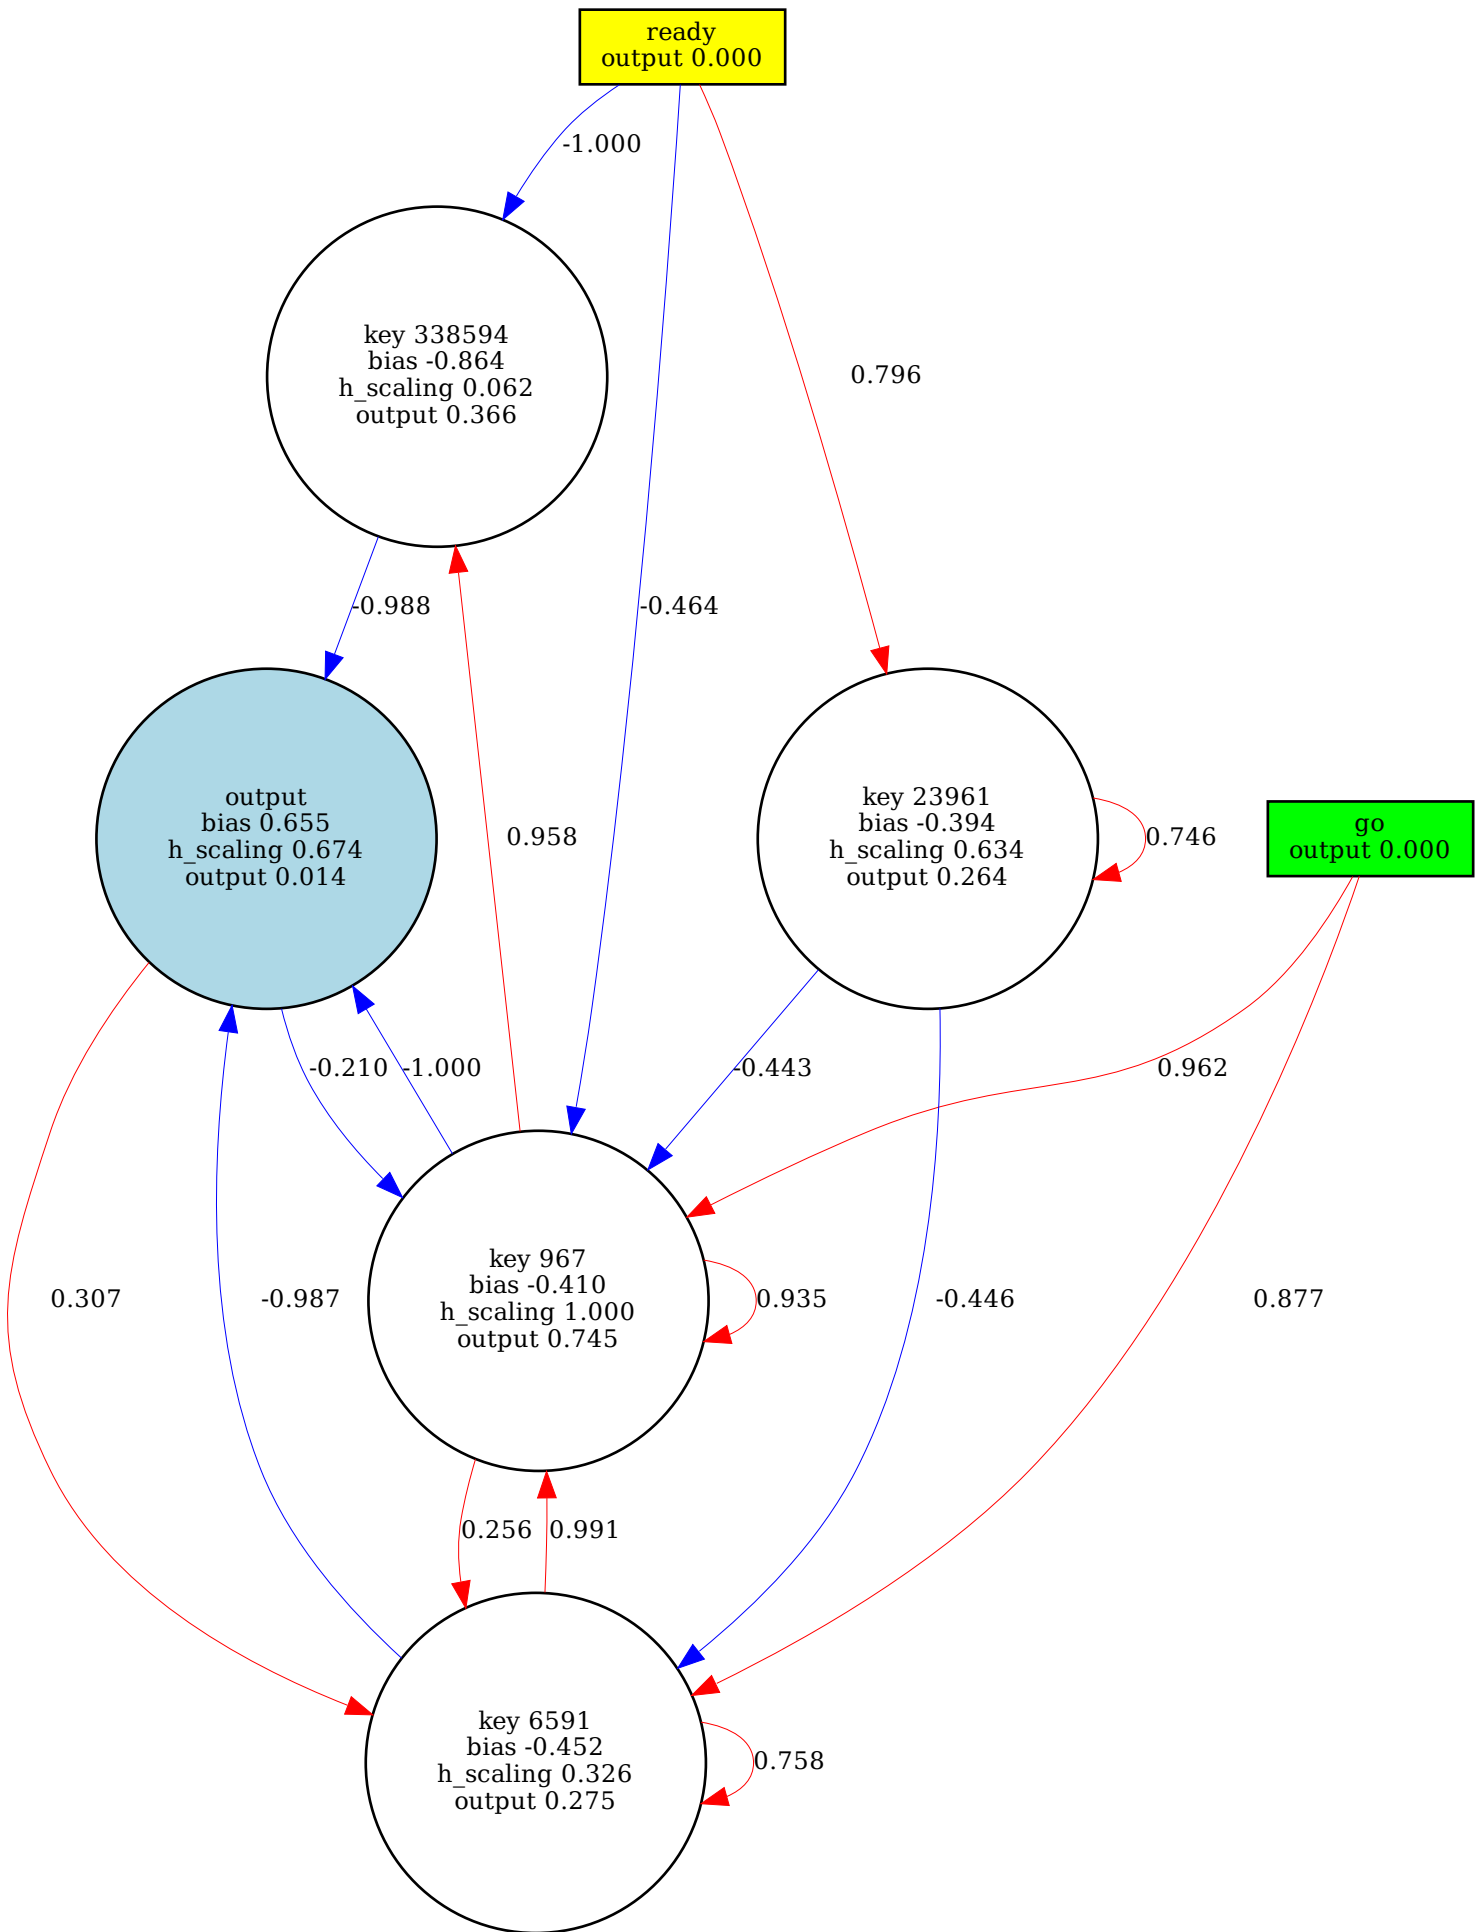 ready
output 0.000
-1.000
key 338594
bias -0.864
h_scaling 0.062
output 0.366
0.796
-0.988
-0.464
output
bias 0.655
h_scaling 0.674
output 0.014
0.958
key 23961
bias -0.394
h_scaling 0.634
output 0.264
0.746
go
output 0.000
-0.210
-1.000
-0.443
0.962
0.307
-0.987
key 967
bias -0.410
h_scaling 1.000
output 0.745
0.935
-0.446
0.877
0.256
0.991
key 6591
bias -0.452
h_scaling 0.326
output 0.275
0.758